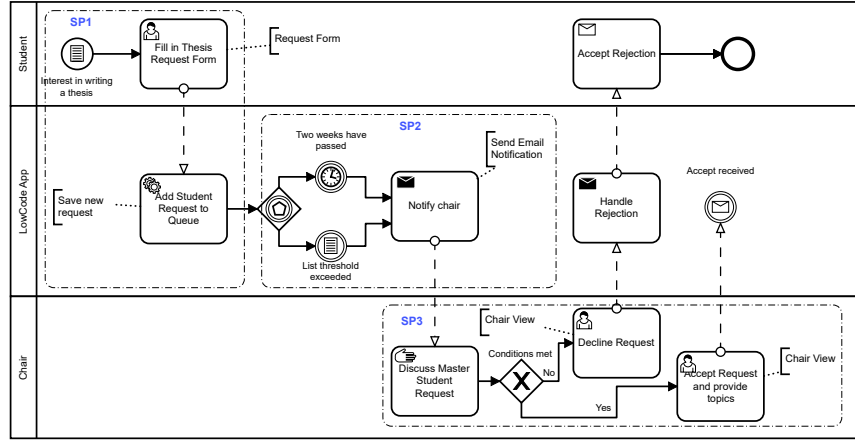 Student
SP1
Fill in Thesis
Request Form
Request Form
Interest in writing
a thesis
Accept Rejection
LowCode App
SP2
Two weeks have
passed
Send Email
Notification
Save new
request
Add Student
Request to
Queue
Notify chair
List threshold
exceeded
Handle
Rejection
Accept received
Chair
SP3
Chair View
Decline Request
Conditions met
No
Yes
Discuss Master
Student
Request
Accept Request
and provide
topics
Chair View